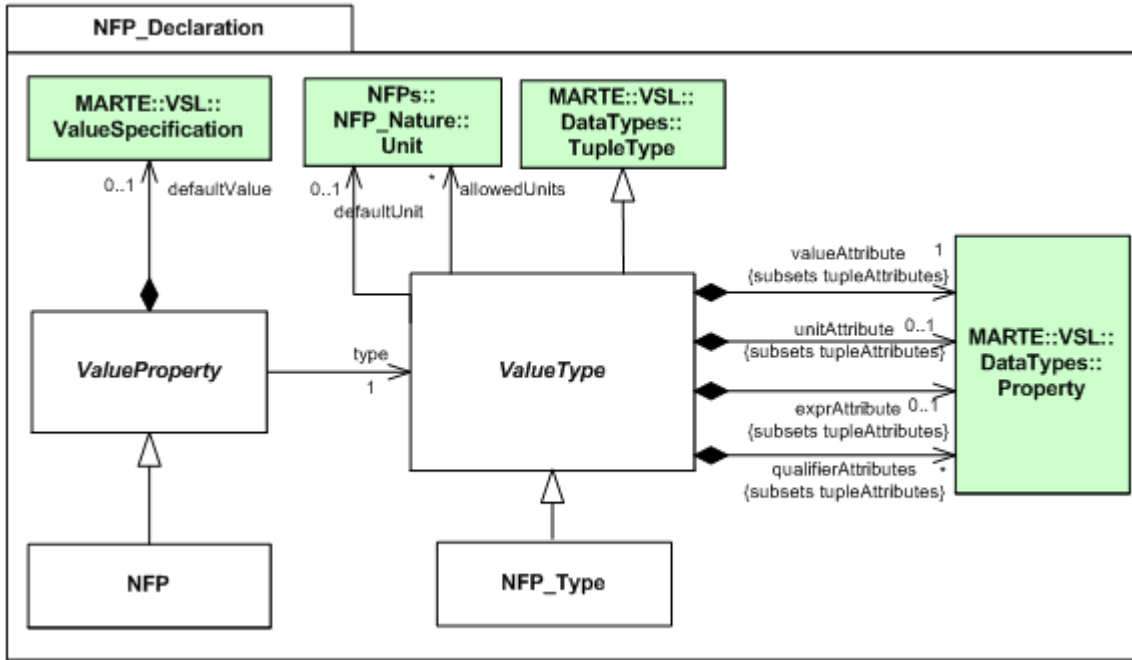 NFP_Declaration
MARTE::VSL::
ValueSpecification
NFPs::
NFP_Nature::
Unit
MARTE::VSL::
DataTypes::
TupleType
0..1
defaultValue
0..1
defaultUnit
*
allowedUnits
ValueProperty
type
1
ValueType
valueAttribute 1
{subsets tupleAttributes}
unitAttribute 0..1
{subsets tupleAttributes}
exprAttribute 0..1
{subsets tupleAttributes}
qualifierAttributes *
{subsets tupleAttributes}
MARTE::VSL::
DataTypes::
Property
NFP
NFP_Type